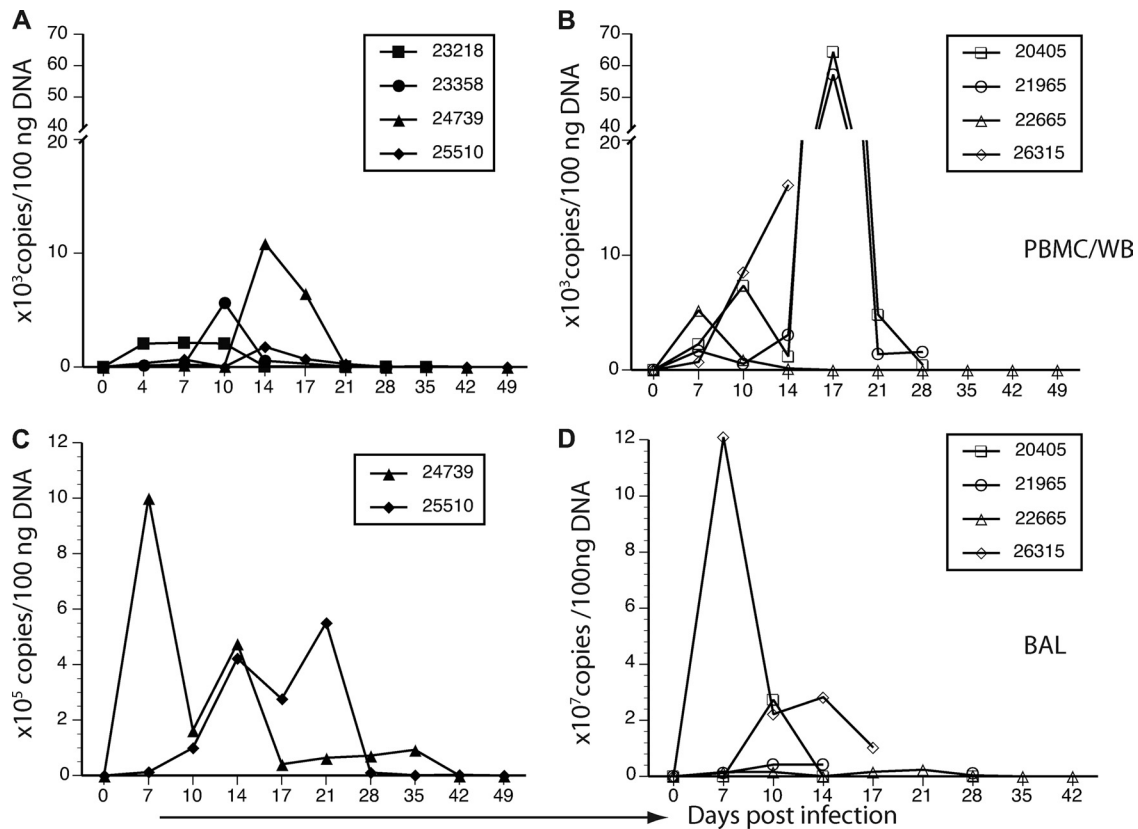 A
70
60
50
40
20
10
0
x10³copies/100 ng DNA
23218
23358
24739
25510
0 4 7 10 14 17 21 28 35 42 49
B
70
60
50
40
20
10
0
x10³copies/100 ng DNA
20405
21965
22665
26315
PBMC/WB
0 7 10 14 17 21 28 35 42 49
C
12
10
8
6
4
2
0
x10⁵ copies/100 ng DNA
24739
25510
0 7 10 14 17 21 28 35 42 49
D
12
10
8
6
4
2
0
x10⁷copies /100ng DNA
20405
21965
22665
26315
BAL
0 7 10 14 17 21 28 35 42
Days post infection